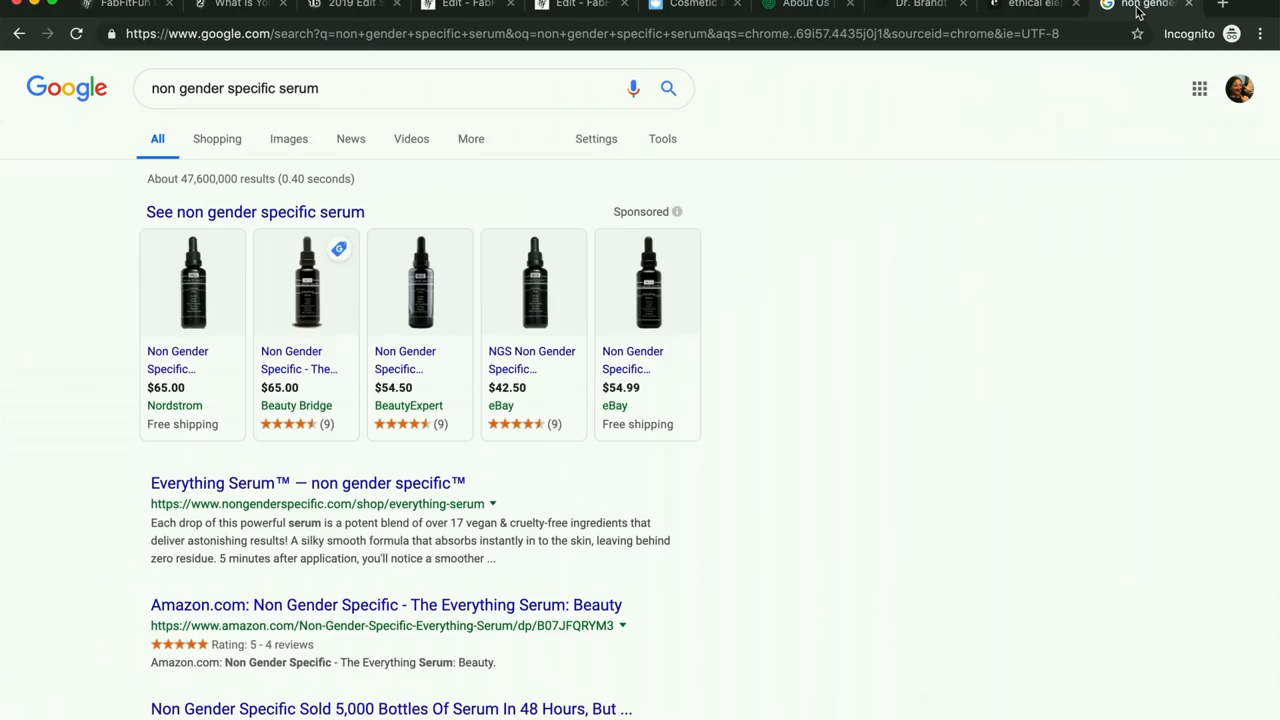 FabFitFun
What is Yo
2019 Edit S
Edit - FabF
Edit - FabF
Cosmetic a
About Us
Dr. Brandt
ethical ele
non gende
https://www.google.com/search?q=non+gender+specific+serum&oq=non+gender+specific+serum&aqs=chrome..69i57.4435j0j1&sourceid=chrome&ie=UTF-8
Incognito
Google
non gender specific serum
All Shopping Images News Videos More Settings Tools
About 47,600,000 results (0.40 seconds)
See non gender specific serum
Sponsored
Non Gender
Specific...
$65.00
Nordstrom
Free shipping
Non Gender
Specific - The...
$65.00
Beauty Bridge
(9)
Non Gender
Specific...
$54.50
BeautyExpert
(9)
NGS Non Gender
Specific...
$42.50
eBay
(9)
Non Gender
Specific...
$54.99
eBay
Free shipping
Everything Serum™ — non gender specific™
https://www.nongenderspecific.com/shop/everything-serum
Each drop of this powerful serum is a potent blend of over 17 vegan & cruelty-free ingredients that
deliver astonishing results! A silky smooth formula that absorbs instantly in to the skin, leaving behind
zero residue. 5 minutes after application, you'll notice a smoother ...
Amazon.com: Non Gender Specific - The Everything Serum: Beauty
https://www.amazon.com/Non-Gender-Specific-Everything-Serum/dp/B07JFQRYM3
Rating: 5 - 4 reviews
Amazon.com: Non Gender Specific - The Everything Serum: Beauty.
Non Gender Specific Sold 5,000 Bottles Of Serum In 48 Hours, But ...